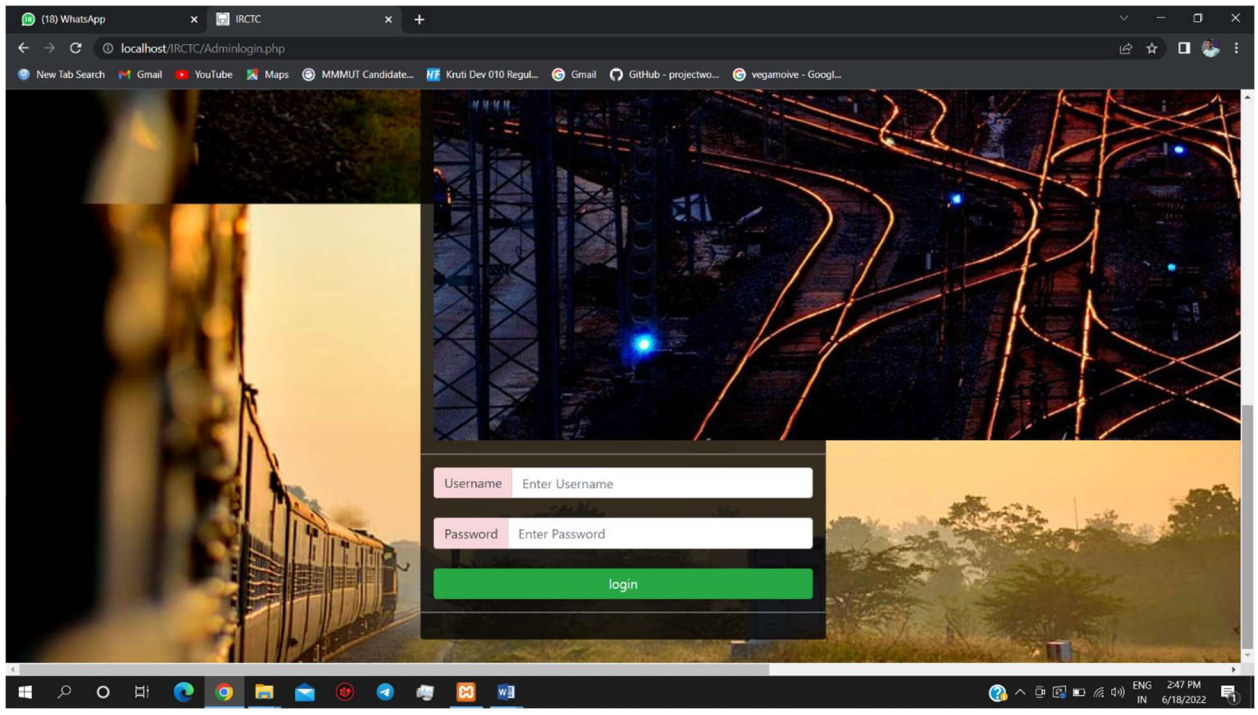 (18) WhatsApp
IRCTC
localhost/IRCTC/Adminlogin.php
New Tab Search
Gmail
YouTube
Maps
MMMUT Candidate...
Kruti Dev 010 Regul...
Gmail
GitHub - projectwo...
vegamoive - Googl...
Username
Enter Username
Password
Enter Password
login
ENG
IN
2:47 PM
6/18/2022
1